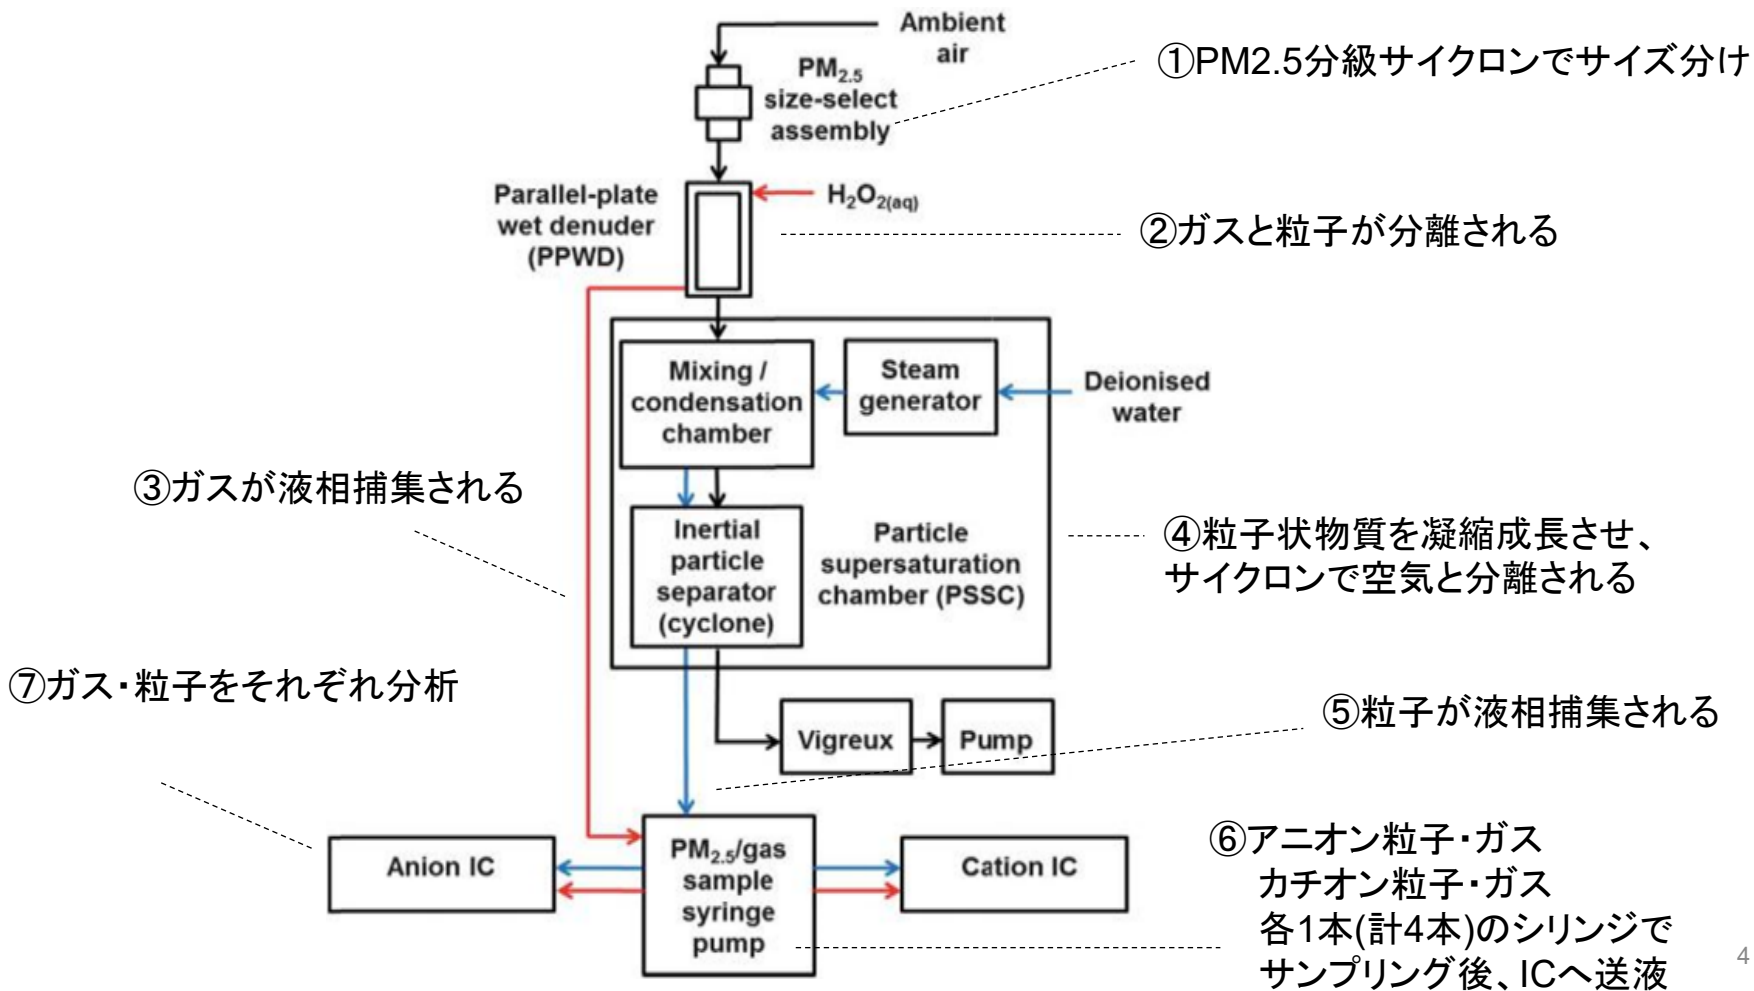 Ambient
air
①PM2.5分級サイクロンでサイズ分け
PM2.5
size-select
assembly
Parallel-plate
wet denuder
(PPWD)
H2O2(aq)
②ガスと粒子が分離される
Mixing /
condensation
chamber
Steam
generator
Deionised
water
③ガスが液相捕集される
Inertial
particle
separator
(cyclone)
Particle
supersaturation
chamber (PSSC)
④粒子状物質を凝縮成長させ、
サイクロンで空気と分離される
⑦ガス・粒子をそれぞれ分析
⑤粒子が液相捕集される
Vigreux
Pump
Anion IC
PM2.5/gas
sample
syringe
pump
Cation IC
⑥アニオン粒子・ガス
カチオン粒子・ガス
各1本(計4本)のシリンジで
サンプリング後、ICへ送液
4